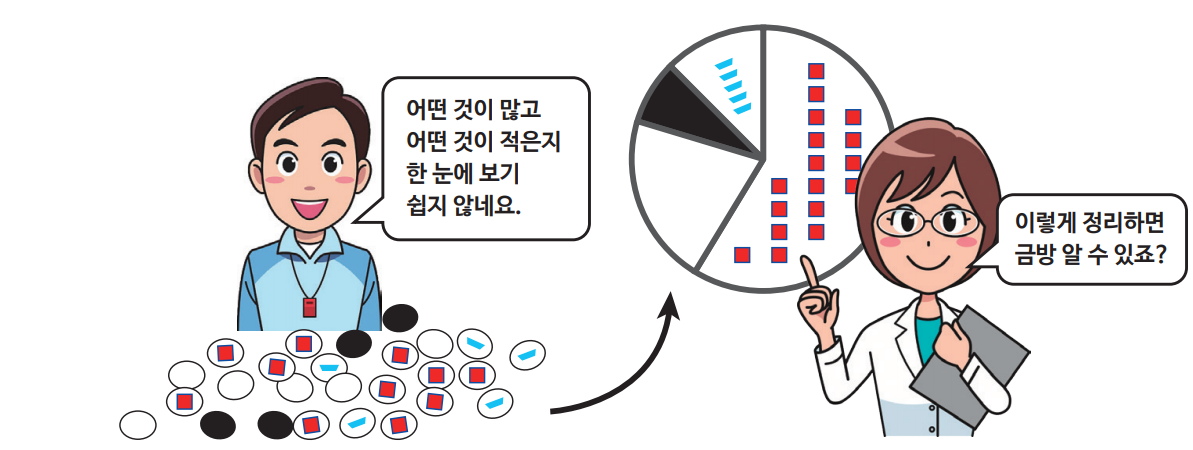 어떤 것이 많고
어떤 것이 적은지
한 눈에 보기
쉽지 않네요.
이렇게 정리하면
금방 알 수 있죠?